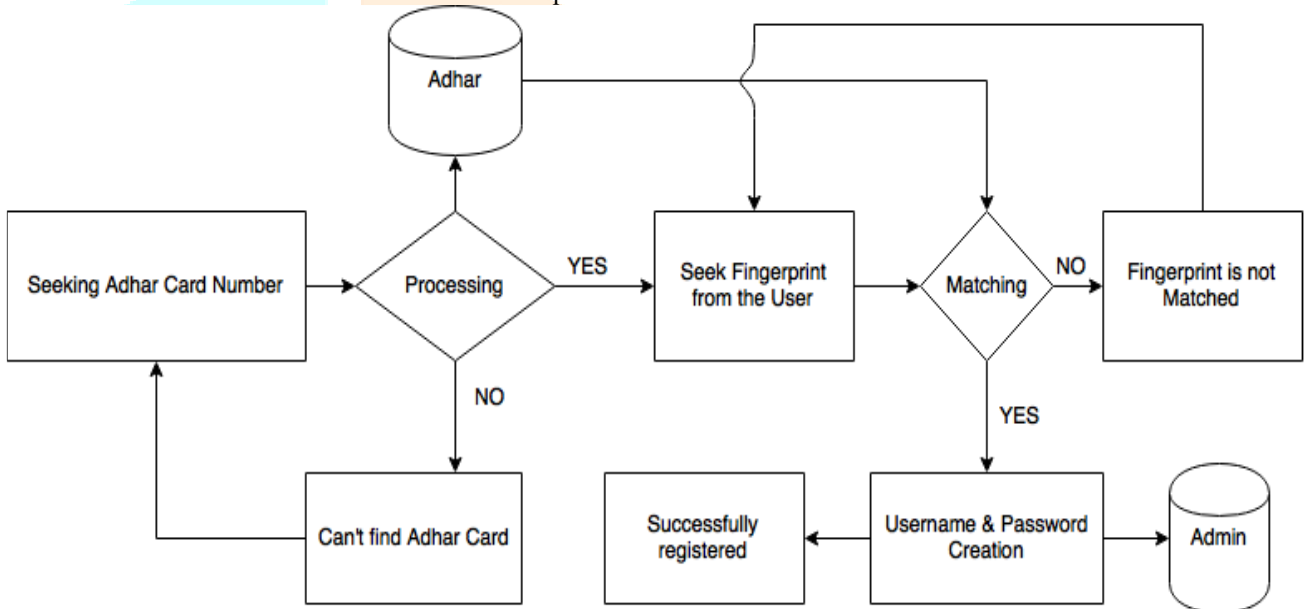 Adhar
Seeking Adhar Card Number
Processing
YES
Seek Fingerprint
from the User
Matching
NO
Fingerprint is not
Matched
NO
YES
Can't find Adhar Card
Successfully
registered
Username & Password
Creation
Admin